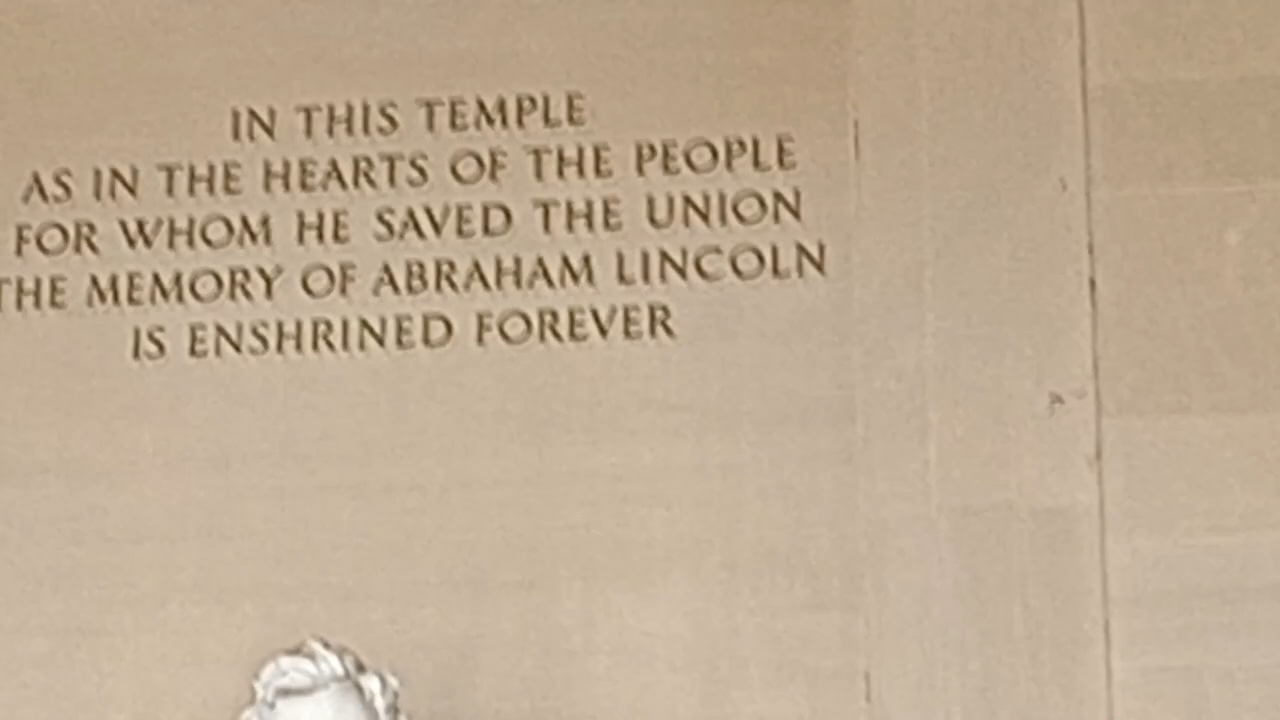 IN THIS TEMPLE
AS IN THE HEARTS OF THE PEOPLE
FOR WHOM HE SAVED THE UNION
THE MEMORY OF ABRAHAM LINCOLN
IS ENSHRINED FOREVER